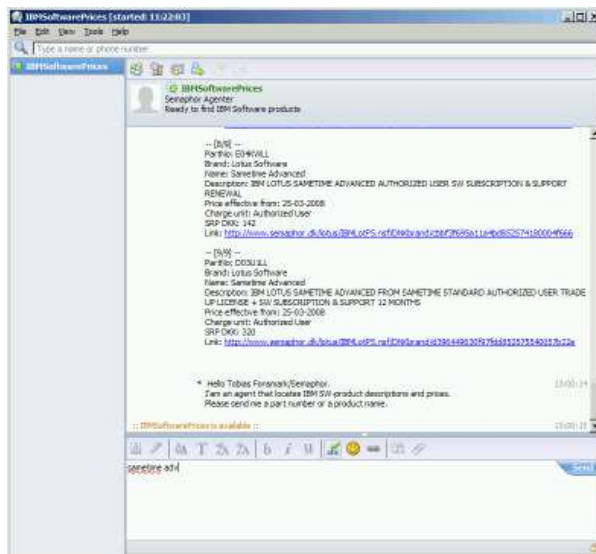 IBMSoftwarePrices [started: 11:22:03]
File Edit View Tools Help
Type a name or phone number
IBMSoftwarePrices
IBMSoftwarePrices
Semaphor Agenter
Ready to find IBM Software products
-- [8/9] --
PartNo:
Brand: Lotus Software
Name: Sametime Advanced
Description: IBM LOTUS SAMETIME ADVANCED AUTHORIZED USER SW SUBSCRIPTION & SUPPORT
RENEWAL
Price effective from: 25-03-2008
Charge unit: Authorized User
SRP DKK: 142
Link:
-- [9/9] --
PartNo:
Brand: Lotus Software
Name: Sametime Advanced
Description: IBM LOTUS SAMETIME ADVANCED FROM SAMETIME STANDARD AUTHORIZED USER TRADE
UP LICENSE + SW SUBSCRIPTION & SUPPORT 12 MONTHS
Price effective from: 25-03-2008
Charge unit: Authorized User
SRP DKK: 320
Link:
* Hello Tobias Fonsmark/Semaphor. 13:00:14
I'am an agent that locates IBM SW-product descriptions and prices.
Please send me a part number or a product name.
:: IBMSoftwarePrices is available ::
b i U
sametime adv
Send